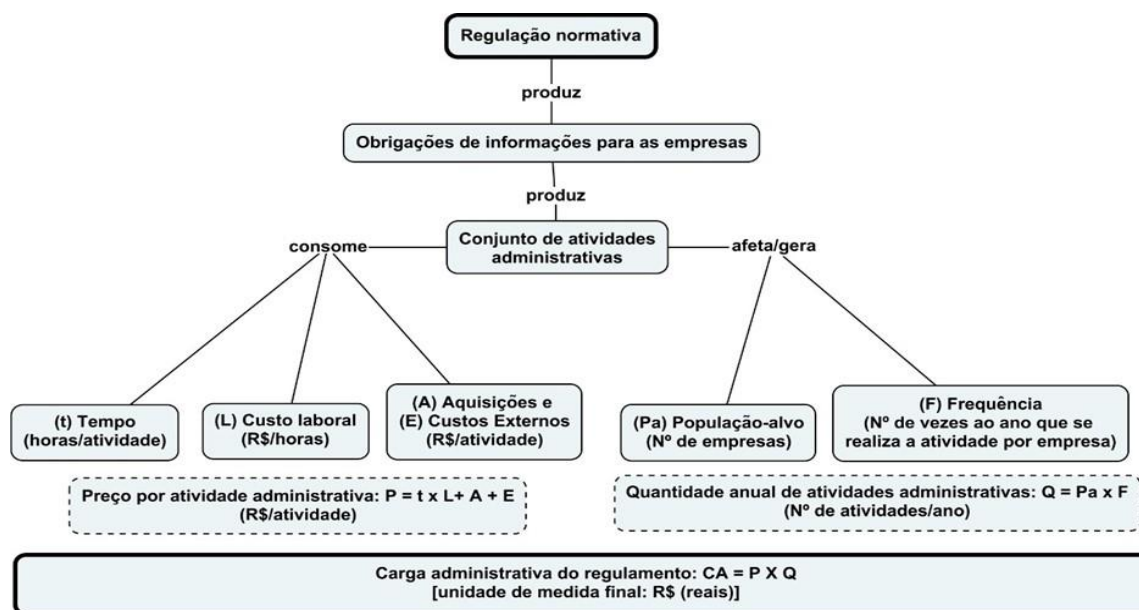 Regulação normativa
produz
Obrigações de informações para as empresas
produz
consome
Conjunto de atividades
administrativas
afeta/gera
(t) Tempo
(horas/atividade)
(L) Custo laboral
(R$/horas)
(A) Aquisições e
(E) Custos Externos
(R$/atividade)
(Pa) População-alvo
(Nº de empresas)
(F) Frequência
(Nº de vezes ao ano que se
realiza a atividade por empresa)
Preço por atividade administrativa: P = t x L+ A + E
(R$/atividade)
Quantidade anual de atividades administrativas: Q = Pa x F
(Nº de atividades/ano)
Carga administrativa do regulamento: CA = P X Q
[unidade de medida final: R$ (reais)]